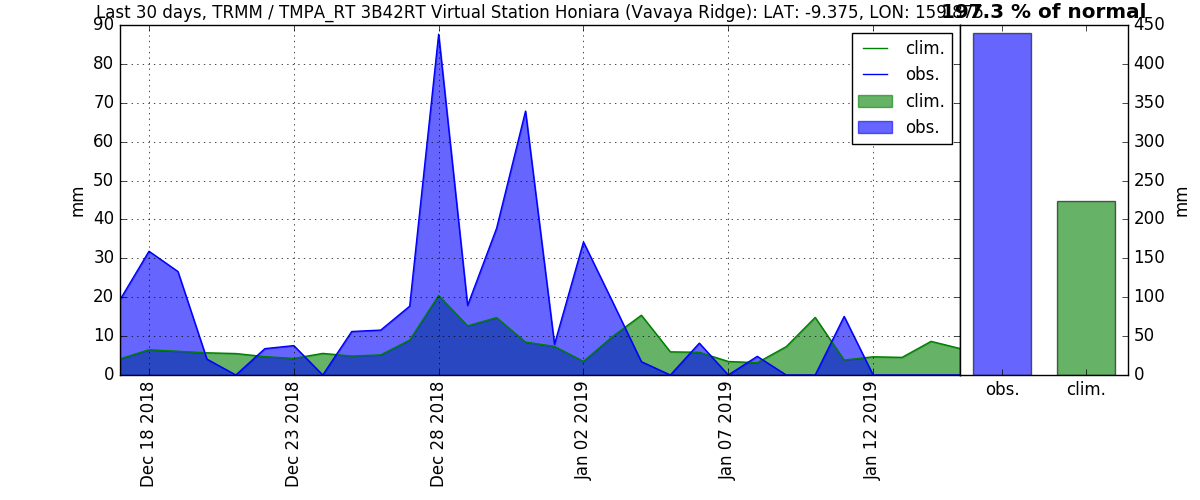 Last 30 days, TRMM / TMPA_RT 3B42RT Virtual Station Honiara (Vavaya Ridge): LAT: -9.375, LON:
197.3 % of normal
90
80
70
60
50
40
30
20
10
0
mm
clim.
obs.
clim.
obs.
Dec 18 2018
Dec 23 2018
Dec 28 2018
Jan 02 2019
Jan 07 2019
Jan 12 2019
450
400
350
300
250
200
150
100
50
0
mm
obs.
clim.